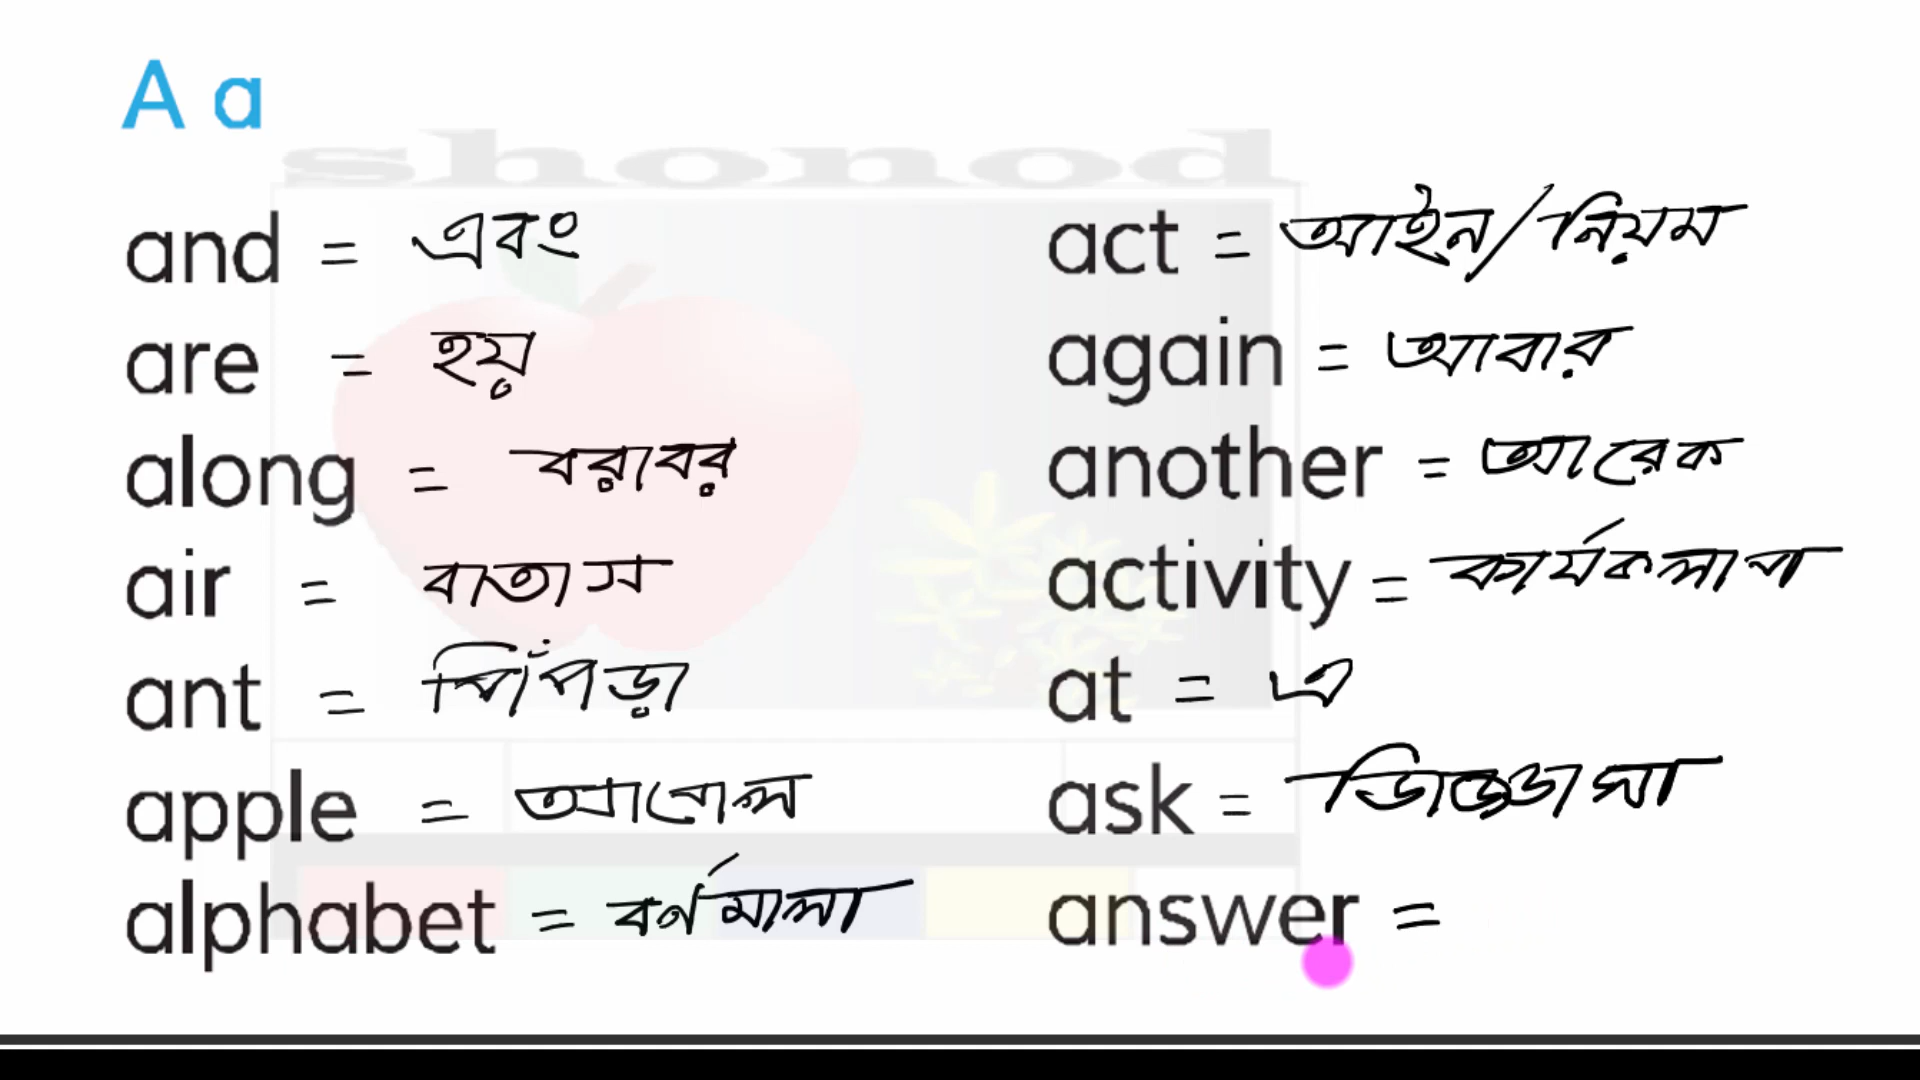 A a
shonod
and = এবং
are = হয়
along = বরাবর
air = বাতাস
ant = পিঁপড়া
apple = আপেল
alphabet = বর্ণমালা
act = আইন/নিয়ম
again = আবার
another = আরেক
activity = কার্যকলাপ
at = এ
ask = জিজ্ঞাসা
answer =